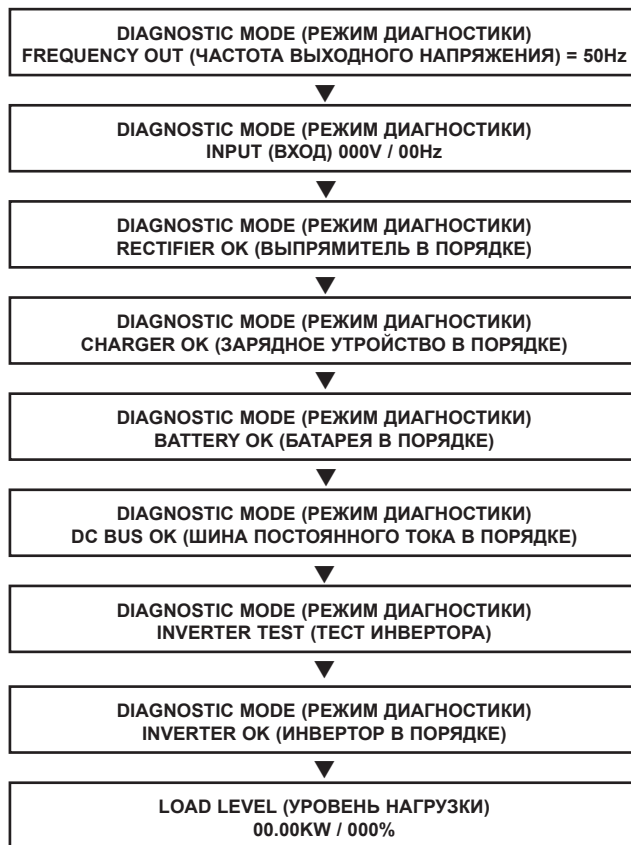 DIAGNOSTIC MODE (РЕЖИМ ДИАГНОСТИКИ)
FREQUENCY OUT (ЧАСТОТА ВЫХОДНОГО НАПРЯЖЕНИЯ) = 50Hz
DIAGNOSTIC MODE (РЕЖИМ ДИАГНОСТИКИ)
INPUT (ВХОД) 000V / 00Hz
DIAGNOSTIC MODE (РЕЖИМ ДИАГНОСТИКИ)
RECTIFIER OK (ВЫПРЯМИТЕЛЬ В ПОРЯДКЕ)
DIAGNOSTIC MODE (РЕЖИМ ДИАГНОСТИКИ)
CHARGER OK (ЗАРЯДНОЕ УТРОЙСТВО В ПОРЯДКЕ)
DIAGNOSTIC MODE (РЕЖИМ ДИАГНОСТИКИ)
BATTERY OK (БАТАРЕЯ В ПОРЯДКЕ)
DIAGNOSTIC MODE (РЕЖИМ ДИАГНОСТИКИ)
DC BUS OK (ШИНА ПОСТОЯННОГО ТОКА В ПОРЯДКЕ)
DIAGNOSTIC MODE (РЕЖИМ ДИАГНОСТИКИ)
INVERTER TEST (ТЕСТ ИНВЕРТОРА)
DIAGNOSTIC MODE (РЕЖИМ ДИАГНОСТИКИ)
INVERTER OK (ИНВЕРТОР В ПОРЯДКЕ)
LOAD LEVEL (УРОВЕНЬ НАГРУЗКИ)
00.00KW / 000%